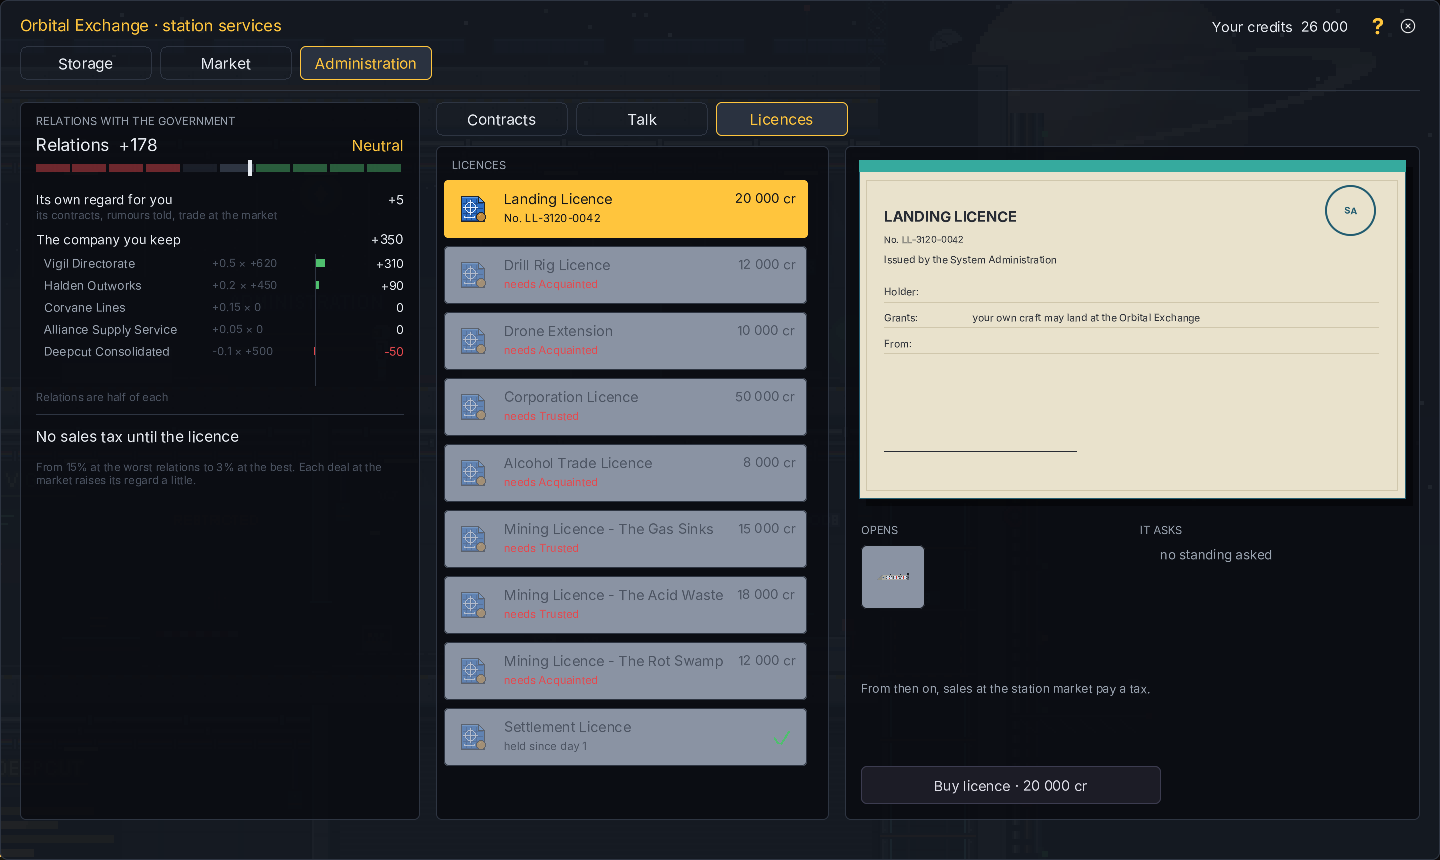 Orbital Exchange · station services
Your credits 26 000
?
Storage
Market
Administration
RELATIONS WITH THE GOVERNMENT
Relations +178
Neutral
Its own regard for you +5
its contracts, rumours told, trade at the market
The company you keep +350
Vigil Directorate +0.5 × +620 +310
Halden Outworks +0.2 × +450 +90
Corvane Lines +0.15 × 0 0
Alliance Supply Service +0.05 × 0 0
Deepcut Consolidated -0.1 × +500 -50
Relations are half of each
No sales tax until the licence
From 15% at the worst relations to 3% at the best. Each deal at the
market raises its regard a little.
Contracts
Talk
Licences
LICENCES
Landing Licence 20 000 cr
No. LL-3120-0042
Drill Rig Licence 12 000 cr
needs Acquainted
Drone Extension 10 000 cr
needs Acquainted
Corporation Licence 50 000 cr
needs Trusted
Alcohol Trade Licence 8 000 cr
needs Acquainted
Mining Licence - The Gas Sinks 15 000 cr
needs Trusted
Mining Licence - The Acid Waste 18 000 cr
needs Trusted
Mining Licence - The Rot Swamp 12 000 cr
needs Acquainted
Settlement Licence
held since day 1
LANDING LICENCE
SA
No. LL-3120-0042
Issued by the System Administration
Holder:
Grants: your own craft may land at the Orbital Exchange
From:
OPENS
IT ASKS
no standing asked
From then on, sales at the station market pay a tax.
Buy licence · 20 000 cr